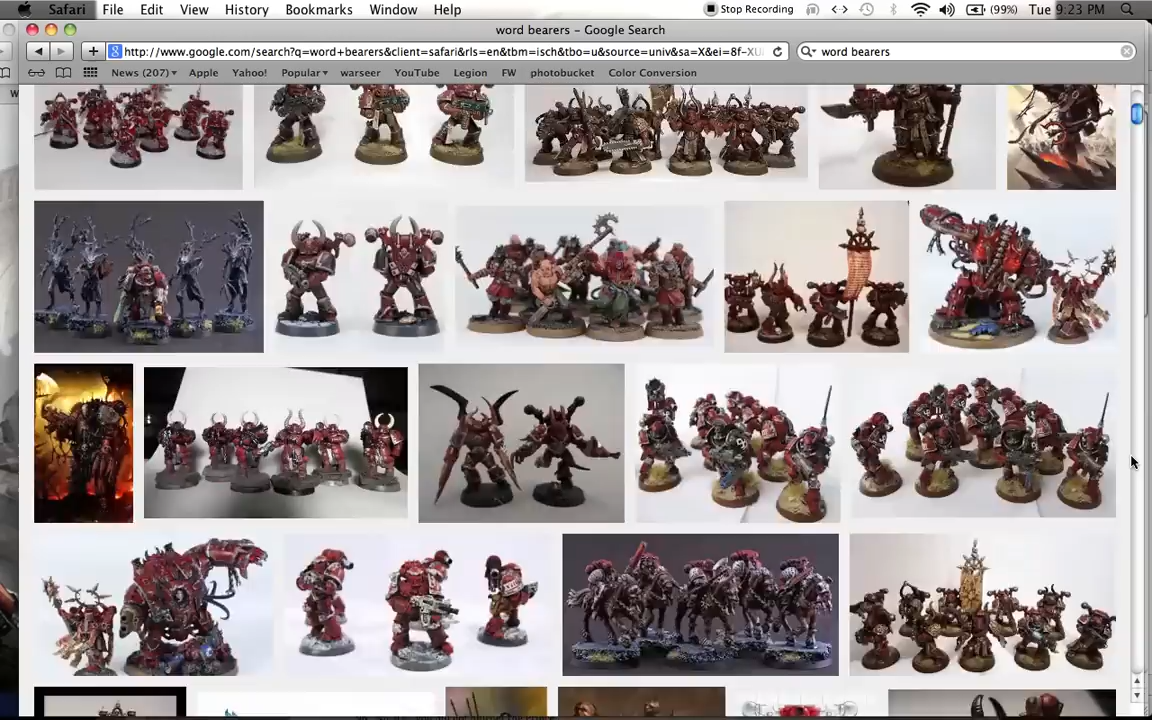 Safari File Edit View History Bookmarks Window Help Stop Recording (99%) Tue 9:23 PM
word bearers – Google Search
http://www.google.com/search?q=word+bearers&client=safari&rls=en&tbm=isch&tbo=u&source=univ&sa=X&ei=8f-XU word bearers
News (207) Apple Yahoo! Popular warseer YouTube Legion FW photobucket Color Conversion